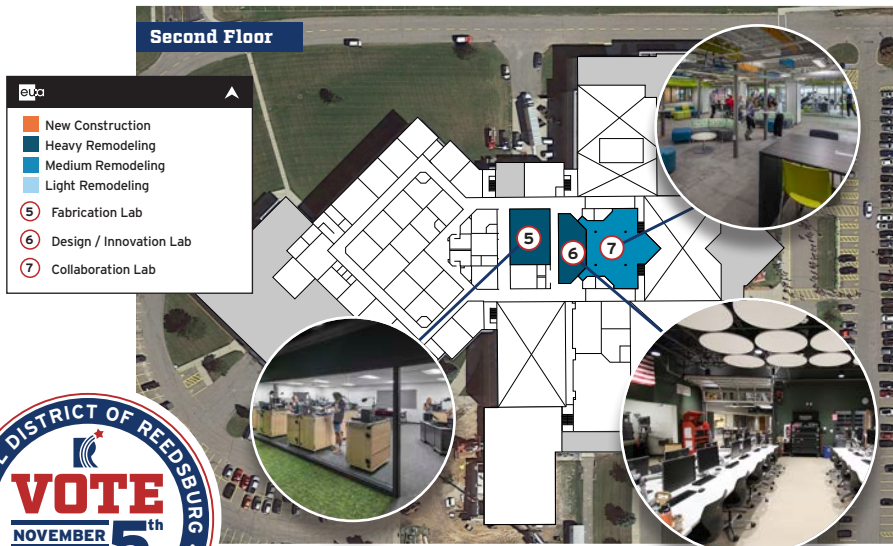 Second Floor
eua
New Construction
Heavy Remodeling
Medium Remodeling
Light Remodeling
5 Fabrication Lab
6 Design / Innovation Lab
7 Collaboration Lab
5
6
7
DISTRICT OF REEDSBURG
VOTE
NOVEMBER
5th